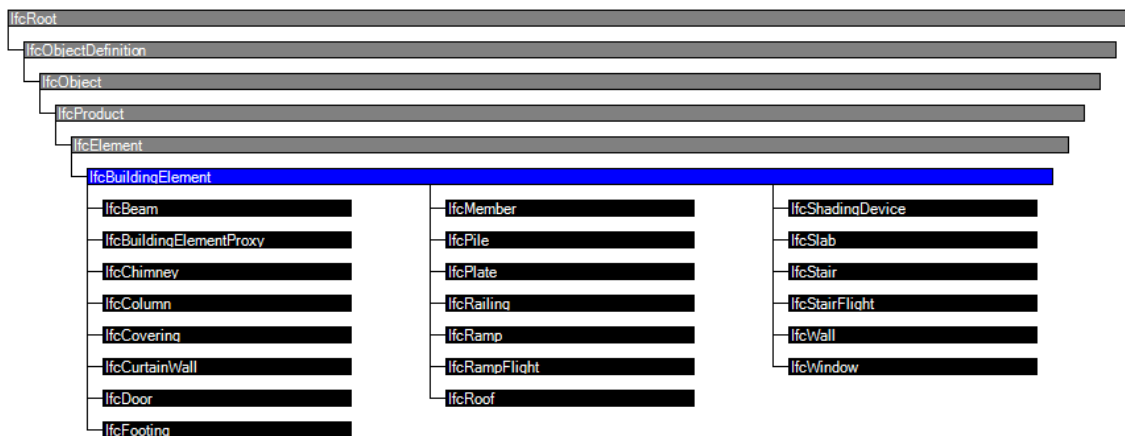 IfcRoot
IfcObjectDefinition
IfcObject
IfcProduct
IfcElement
IfcBuildingElement
IfcBeam
IfcBuildingElementProxy
IfcChimney
IfcColumn
IfcCovering
IfcCurtainWall
IfcDoor
IfcFooting
IfcMember
IfcPile
IfcPlate
IfcRailing
IfcRamp
IfcRampFlight
IfcRoof
IfcShadingDevice
IfcSlab
IfcStair
IfcStairFlight
IfcWall
IfcWindow